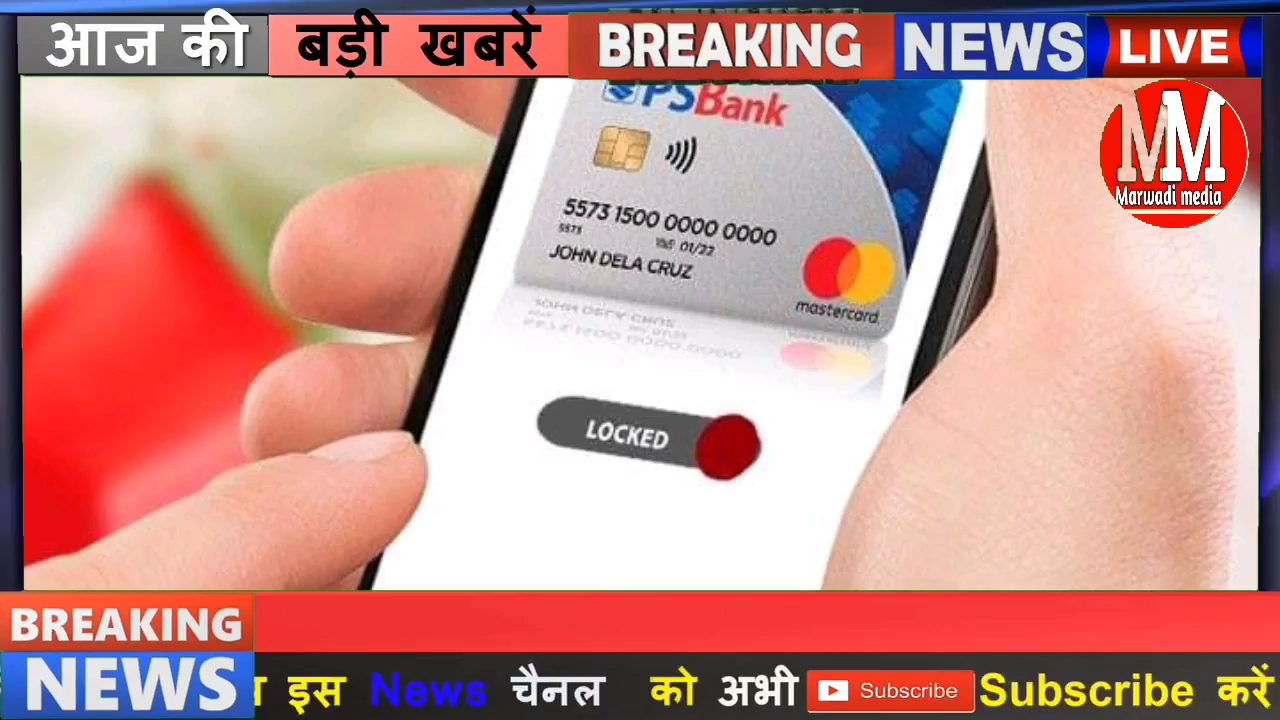 आज की बड़ी खबरें BREAKING NEWS LIVE
MM
Marwadi media
PSBank
5573 1500 0000 0000
5573
01/22
JOHN DELA CRUZ
mastercard
LOCKED
BREAKING
NEWS
इस News चैनल को अभी Subscribe Subscribe करें